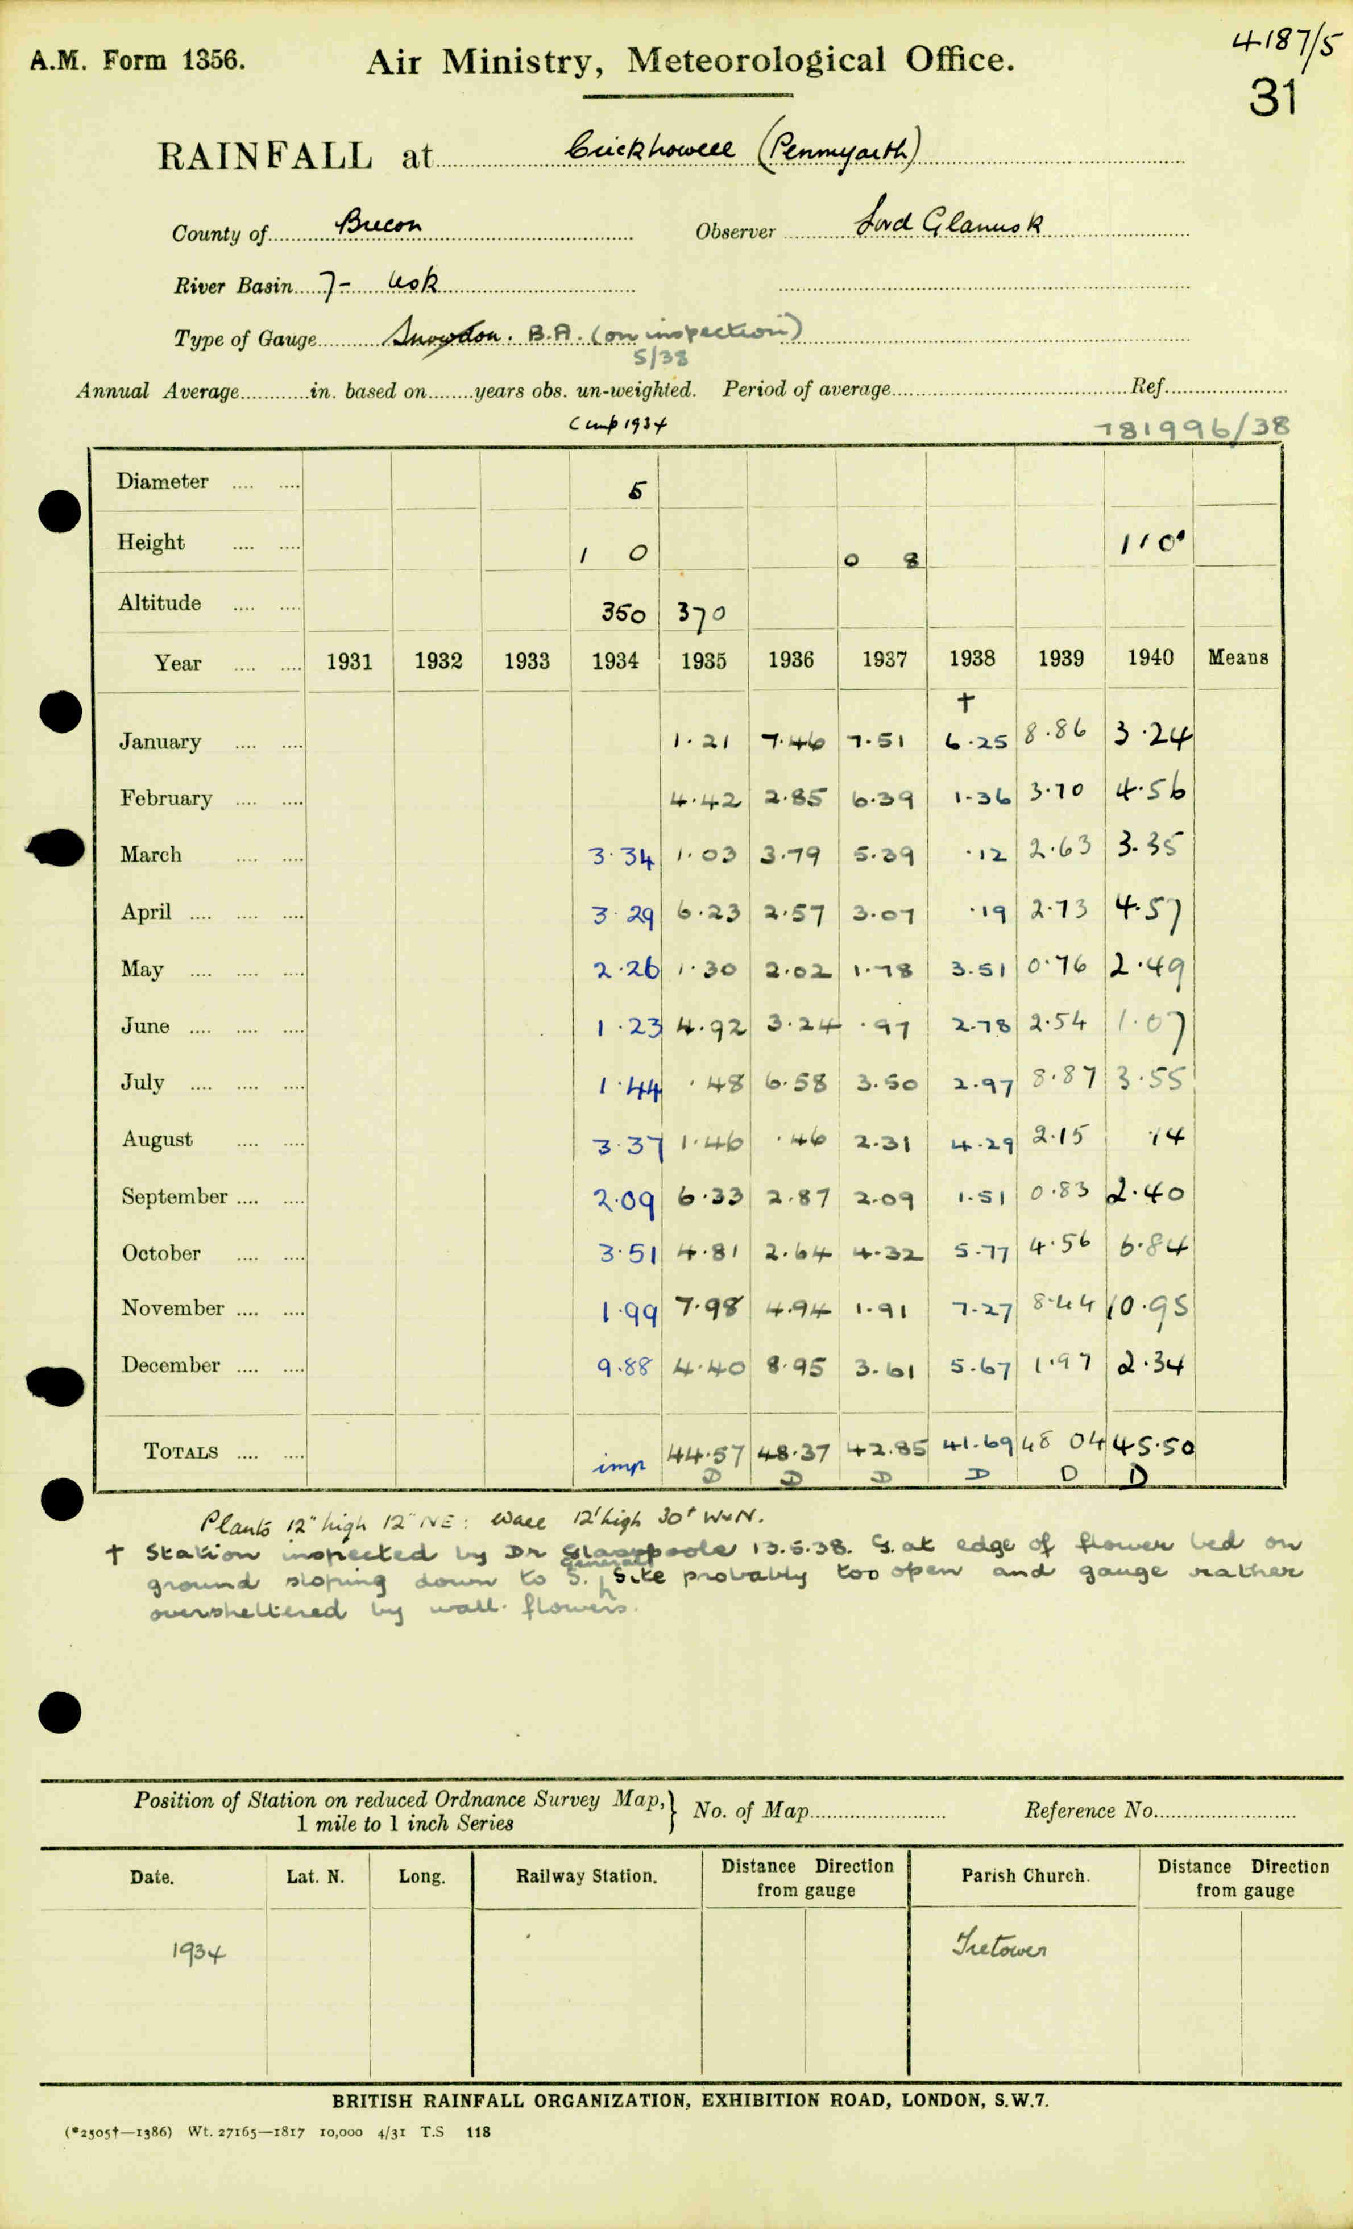 4187/5
A.M. Form 1356. Air Ministry, Meteorological Office.
31
RAINFALL at Crickhowell (Penmyarth)
County of Brecon Observer Lord Glanusk
River Basin 7- Usk
Type of Gauge Snowdon. B.A. (on inspection)
5/38
Annual Average in. based on years obs. un-weighted. Period of average Ref.
Cmp 1934 781996/38
Diameter 5
Height 1 0 0 8 1 10"
Altitude 350 370
Year 1931 1932 1933 1934 1935 1936 1937 1938 1939 1940 Means
†
January 1.21 7.46 7.51 6.25 8.86 3.24
February 4.42 2.85 6.39 1.36 3.70 4.56
March 3.34 1.03 3.79 5.39 .12 2.63 3.35
April 3.29 6.23 2.57 3.07 .19 2.73 4.57
May 2.26 1.30 2.02 1.78 3.51 0.76 2.49
June 1.23 4.92 3.24 .97 2.78 2.54 1.07
July 1.44 .48 6.58 3.50 2.97 8.87 3.55
August 3.37 1.46 .46 2.31 4.29 2.15 .14
September 2.09 6.33 2.87 2.09 1.51 0.83 2.40
October 3.51 4.81 2.64 4.32 5.77 4.56 6.84
November 1.99 7.98 4.94 1.91 7.27 8.44 10.95
December 9.88 4.40 8.95 3.61 5.67 1.97 2.34
TOTALS imp 44.57 48.37 42.85 41.69 48 04 45.50
D D D D D D
Plants 12" high 12" NE: Wall 12' high 30' WNN.
† Station inspected by Dr Glasspoole 13.5.38. G. at edge of flower bed on
ground sloping down to S. generally Site probably too open and gauge rather
oversheltered by wall flowers.
Position of Station on reduced Ordnance Survey Map,} No. of Map Reference No.
1 mile to 1 inch Series
Date. Lat. N. Long. Railway Station. Distance Direction from gauge Parish Church. Distance Direction from gauge
1934 Tretower
BRITISH RAINFALL ORGANIZATION, EXHIBITION ROAD, LONDON, S.W.7.
(*2505†—1386) Wt. 27165—1817 10,000 4/31 T.S 118